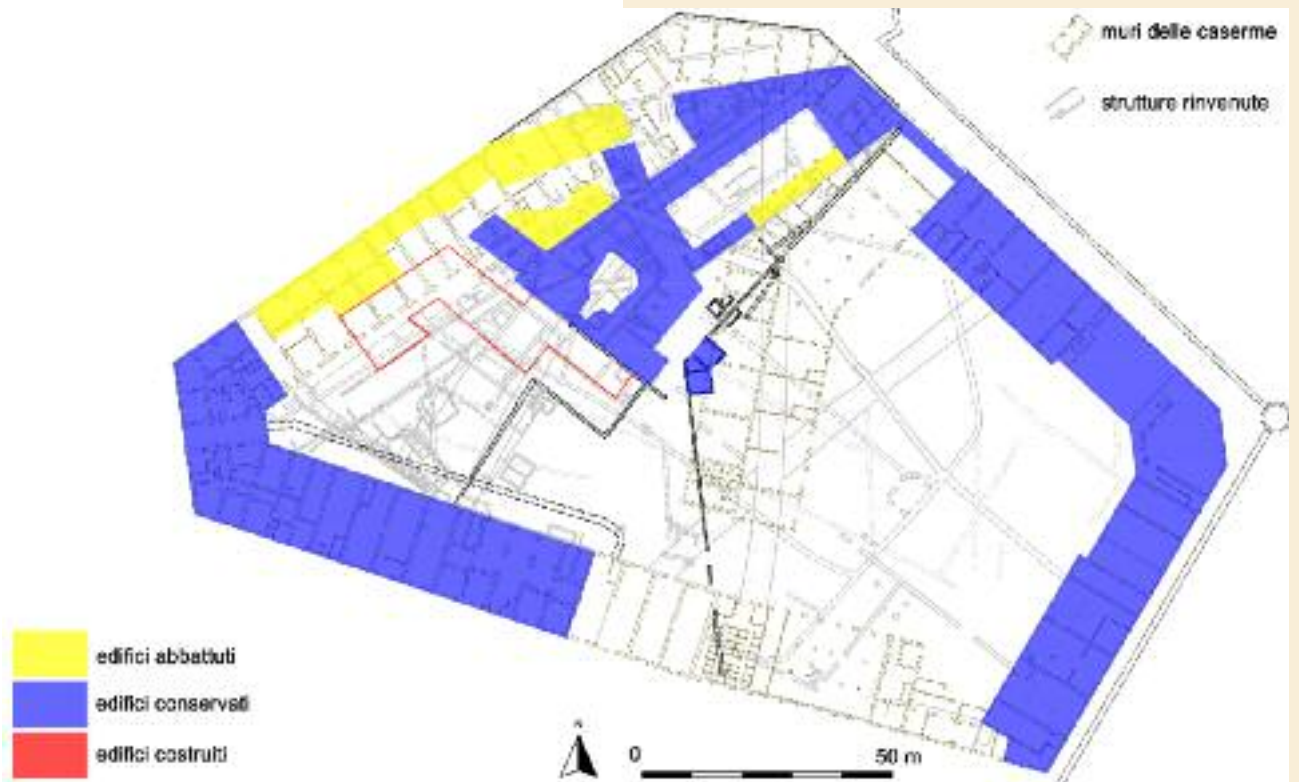 muri delle caserme
strutture rinvenute
edifici abbattuti
edifici conservati
edifici costruiti
N
0 50 m